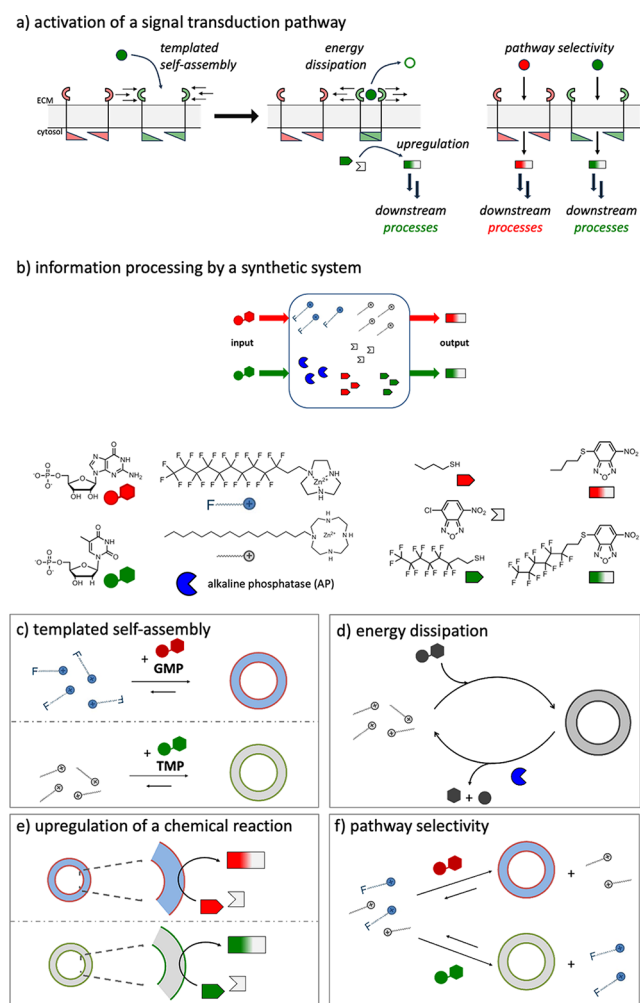 a) activation of a signal transduction pathway
templated
self-assembly
energy
dissipation
pathway selectivity
ECM
cytosol
upregulation
downstream
processes
downstream
processes
downstream
processes
b) information processing by a synthetic system
input
output
F
F
F
alkaline phosphatase (AP)
c) templated self-assembly
+
GMP
F
F
F
F
+
TMP
d) energy dissipation
+
e) upregulation of a chemical reaction
f) pathway selectivity
F
F
F
+
+
F
F